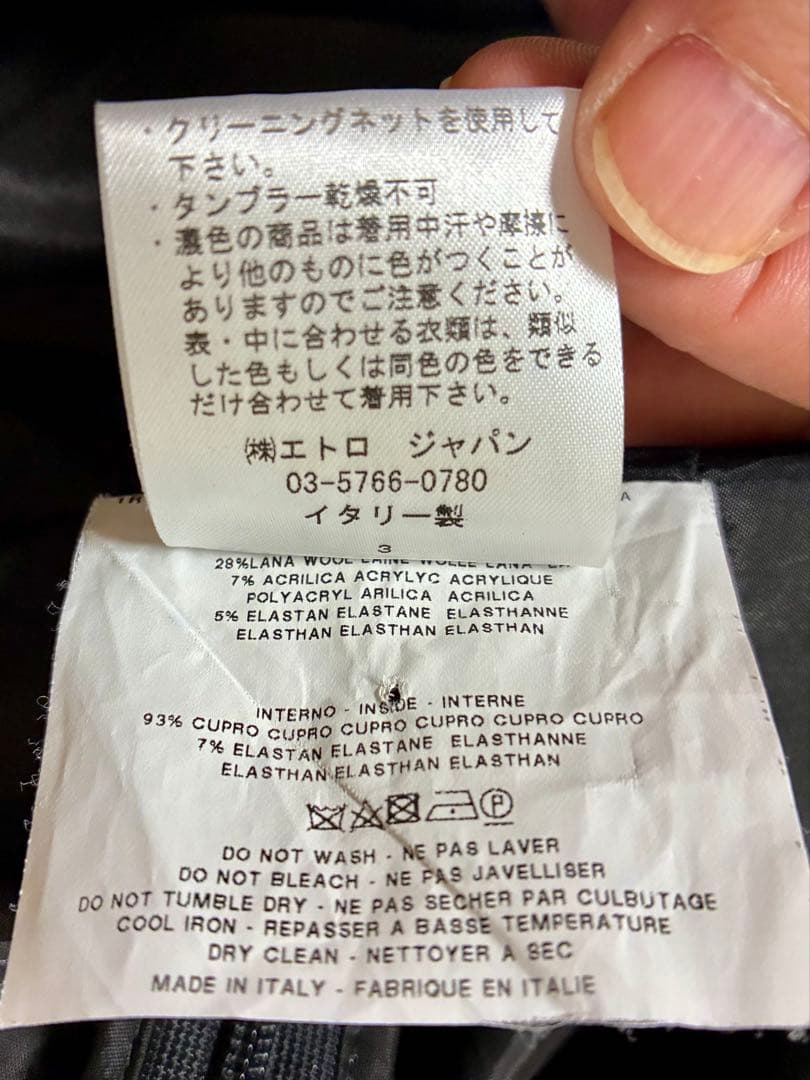 ・クリーニングネットを使用して
下さい。
・タンブラー乾燥不可
・濃色の商品は着用中汗や摩擦に
より他のものに色がつくことが
ありますのでご注意ください。
表・中に合わせる衣類は、類似
した色もしくは同色の色をできる
だけ合わせて着用下さい。
㈱エトロ ジャパン
03-5766-0780
イタリー製
3
28%LANA WOOL LAINE WOLLE LANA
7% ACRILICA ACRYLYC ACRYLIQUE
POLYACRYL ARILICA ACRILICA
5% ELASTAN ELASTANE ELASTHANNE
ELASTHAN ELASTHAN ELASTHAN
INTERNO - INSIDE - INTERNE
93% CUPRO CUPRO CUPRO CUPRO CUPRO CUPRO
7% ELASTAN ELASTANE ELASTHANNE
ELASTHAN ELASTHAN ELASTHAN
DO NOT WASH - NE PAS LAVER
DO NOT BLEACH - NE PAS JAVELLISER
DO NOT TUMBLE DRY - NE PAS SECHER PAR CULBUTAGE
COOL IRON - REPASSER A BASSE TEMPERATURE
DRY CLEAN - NETTOYER A SEC
MADE IN ITALY - FABRIQUE EN ITALIE